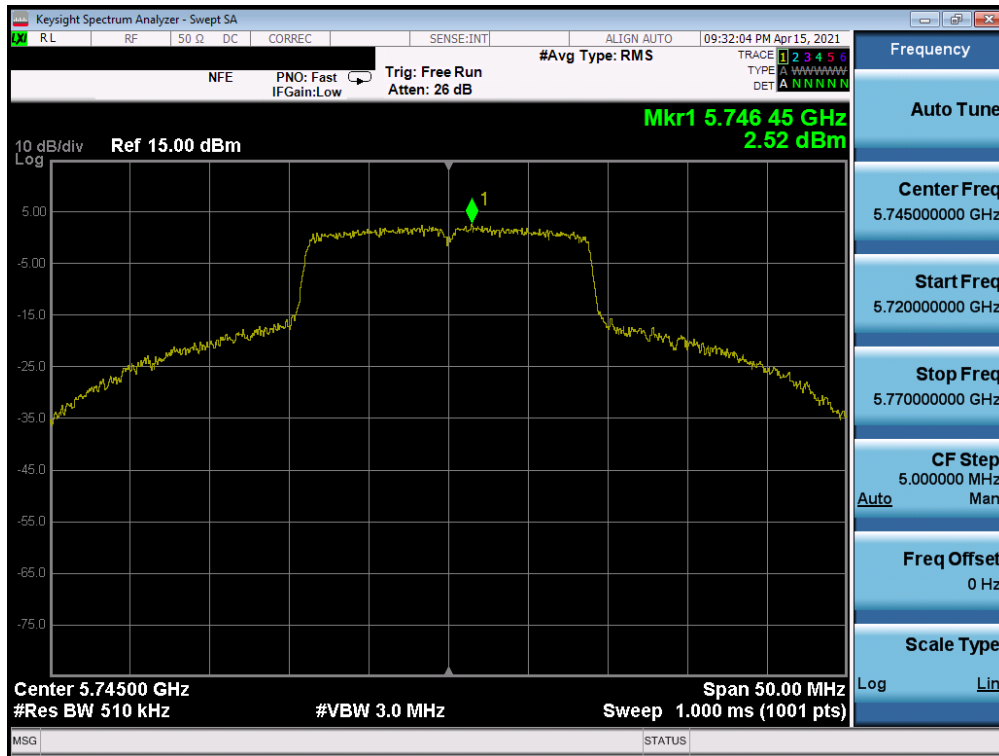 Keysight Spectrum Analyzer - Swept SA
LXI RL RF 50 Ω DC CORREC SENSE:INT ALIGN AUTO 09:32:04 PM Apr 15, 2021
NFE
PNO: Fast
IFGain:Low
Trig: Free Run
Atten: 26 dB
#Avg Type: RMS
TRACE 1 2 3 4 5 6
TYPE A WWWWW
DET A N N N N N
Mkr1 5.746 45 GHz
2.52 dBm
10 dB/div
Log
Ref 15.00 dBm
1
5.00
-5.00
-15.0
-25.0
-35.0
-45.0
-55.0
-65.0
-75.0
Center 5.74500 GHz
Span 50.00 MHz
#Res BW 510 kHz
#VBW 3.0 MHz
Sweep 1.000 ms (1001 pts)
MSG
STATUS
Frequency
Auto Tune
Center Freq
5.745000000 GHz
Start Freq
5.720000000 GHz
Stop Freq
5.770000000 GHz
CF Step
5.000000 MHz
Auto Man
Freq Offset
0 Hz
Scale Type
Log Lin